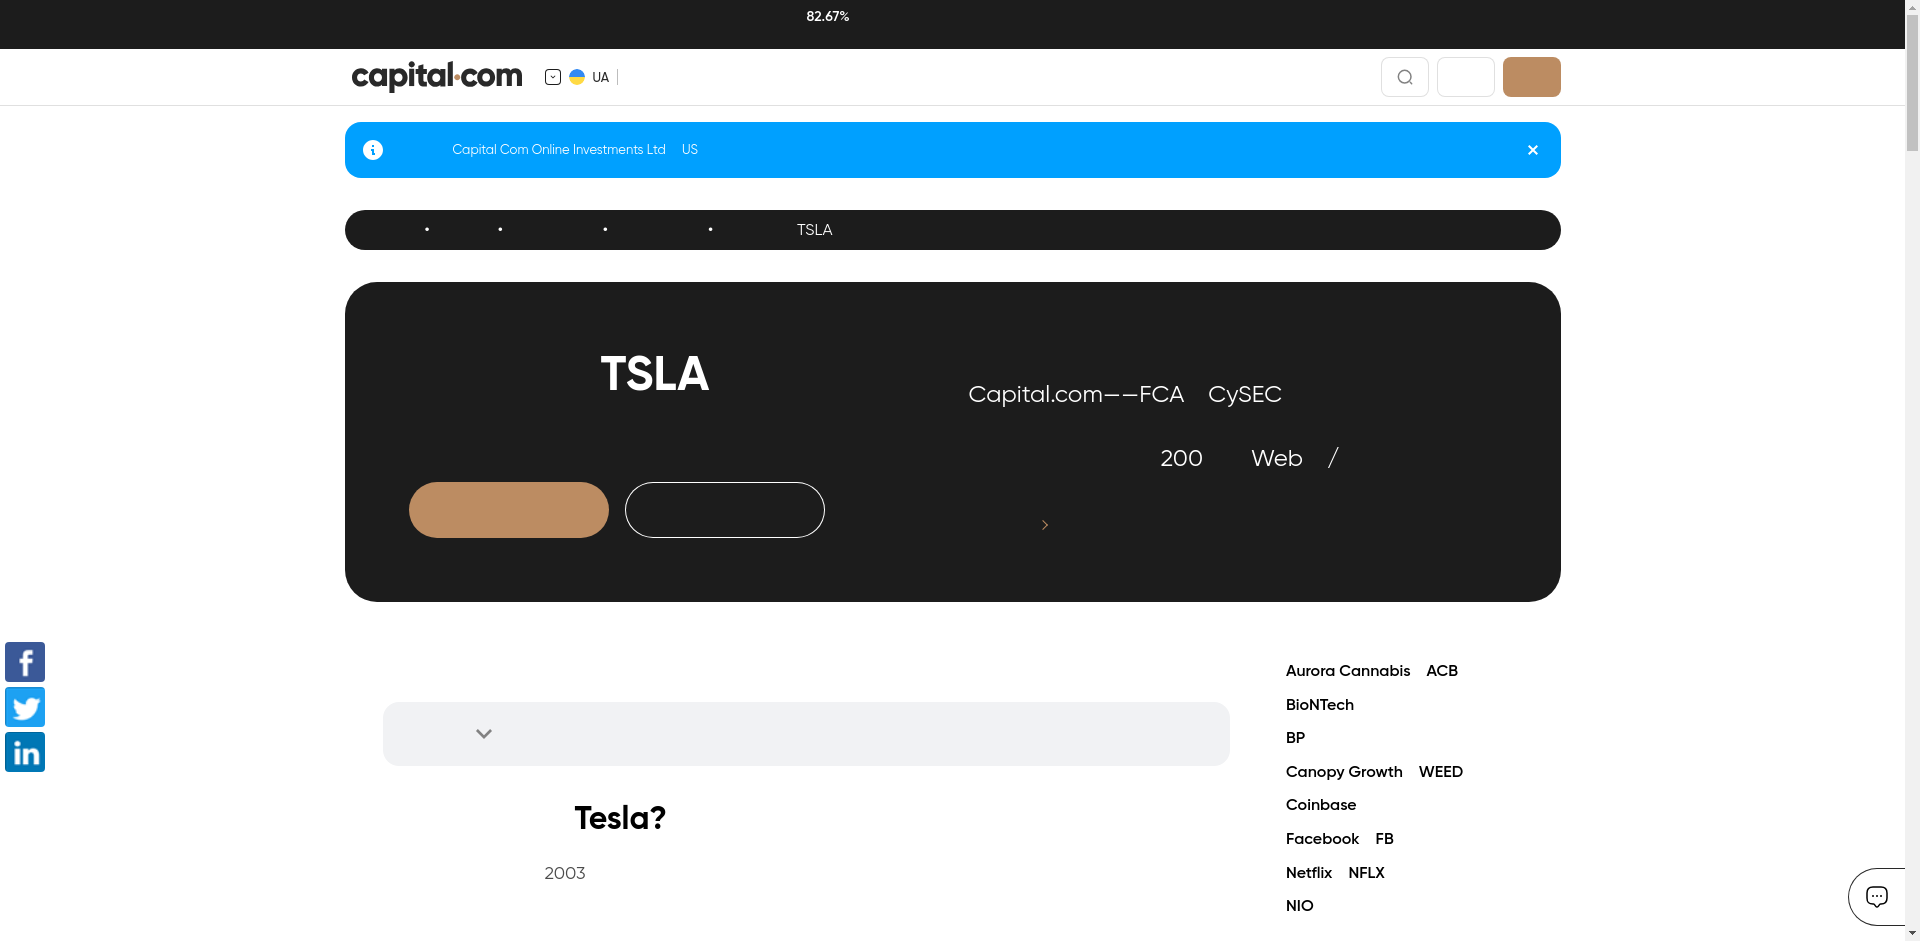 82.67%
capital.com
UA
Capital Com Online Investments Ltd US
• • • • TSLA
TSLA
Capital.com——FCA CySEC
200 Web /
Tesla?
2003
Aurora Cannabis ACB
BioNTech
BP
Canopy Growth WEED
Coinbase
Facebook FB
Netflix NFLX
NIO